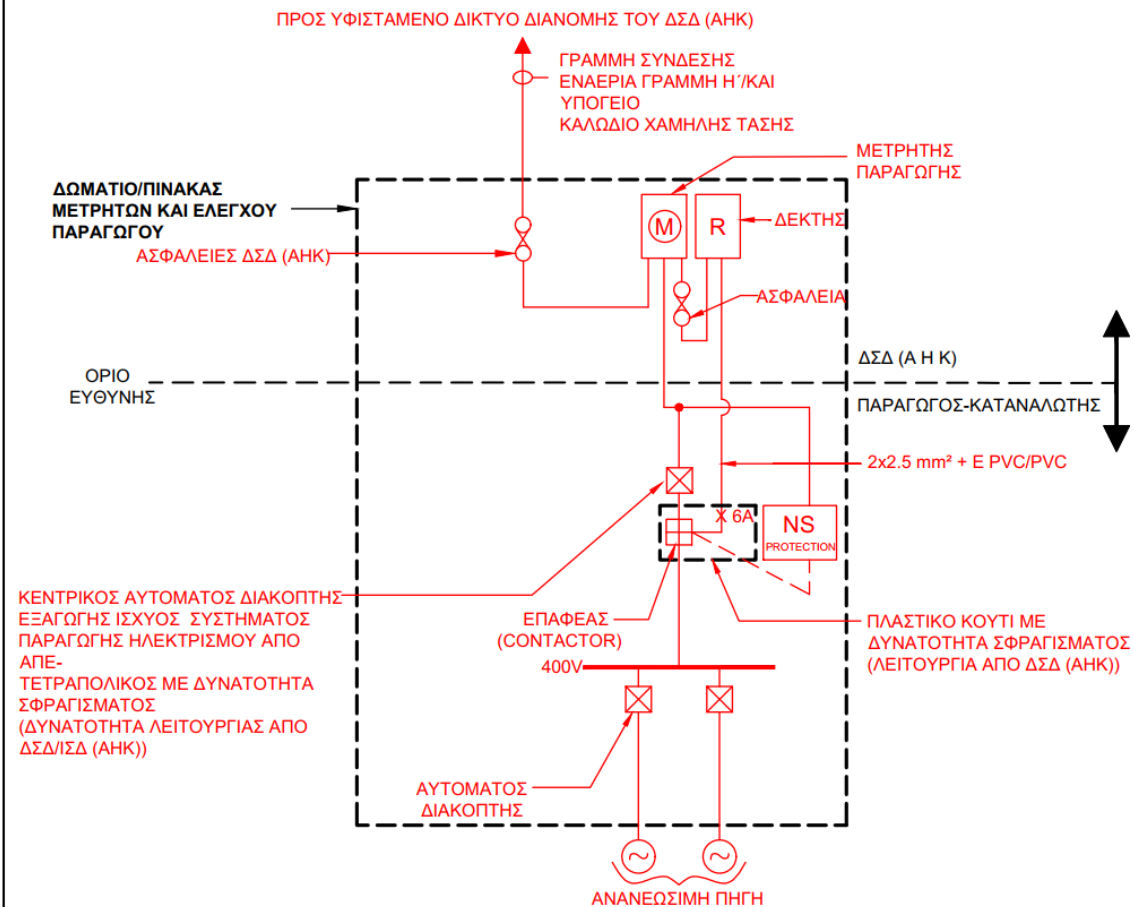 ΠΡΟΣ ΥΦΙΣΤΑΜΕΝΟ ΔΙΚΤΥΟ ΔΙΑΝΟΜΗΣ ΤΟΥ ΔΣΔ (ΑΗΚ)
ΓΡΑΜΜΗ ΣΥΝΔΕΣΗΣ
ΕΝΑΕΡΙΑ ΓΡΑΜΜΗ Η΄/ΚΑΙ
ΥΠΟΓΕΙΟ
ΚΑΛΩΔΙΟ ΧΑΜΗΛΗΣ ΤΑΣΗΣ
ΜΕΤΡΗΤΗΣ
ΠΑΡΑΓΩΓΗΣ
ΔΩΜΑΤΙΟ/ΠΙΝΑΚΑΣ
ΜΕΤΡΗΤΩΝ ΚΑΙ ΕΛΕΓΧΟΥ
ΠΑΡΑΓΩΓΟΥ
M
R
ΔΕΚΤΗΣ
ΑΣΦΑΛΕΙΕΣ ΔΣΔ (ΑΗΚ)
ΑΣΦΑΛΕΙΑ
ΟΡΙΟ
ΕΥΘΥΝΗΣ
ΔΣΔ (Α Η Κ)
ΠΑΡΑΓΩΓΟΣ-ΚΑΤΑΝΑΛΩΤΗΣ
2x2.5 mm² + E PVC/PVC
X 6A
NS
PROTECTION
ΚΕΝΤΡΙΚΟΣ ΑΥΤΟΜΑΤΟΣ ΔΙΑΚΟΠΤΗΣ
ΕΞΑΓΩΓΗΣ ΙΣΧΥΟΣ ΣΥΣΤΗΜΑΤΟΣ
ΠΑΡΑΓΩΓΗΣ ΗΛΕΚΤΡΙΣΜΟΥ ΑΠΟ
ΑΠΕ-
ΤΕΤΡΑΠΟΛΙΚΟΣ ΜΕ ΔΥΝΑΤΟΤΗΤΑ
ΣΦΡΑΓΙΣΜΑΤΟΣ
(ΔΥΝΑΤΟΤΗΤΑ ΛΕΙΤΟΥΡΓΙΑΣ ΑΠΟ
ΔΣΔ/ΙΣΔ (ΑΗΚ))
ΕΠΑΦΕΑΣ
(CONTACTOR)
ΠΛΑΣΤΙΚΟ ΚΟΥΤΙ ΜΕ
ΔΥΝΑΤΟΤΗΤΑ ΣΦΡΑΓΙΣΜΑΤΟΣ
(ΛΕΙΤΟΥΡΓΙΑ ΑΠΟ ΔΣΔ (ΑΗΚ))
400V
ΑΥΤΟΜΑΤΟΣ
ΔΙΑΚΟΠΤΗΣ
ΑΝΑΝΕΩΣΙΜΗ ΠΗΓΗ